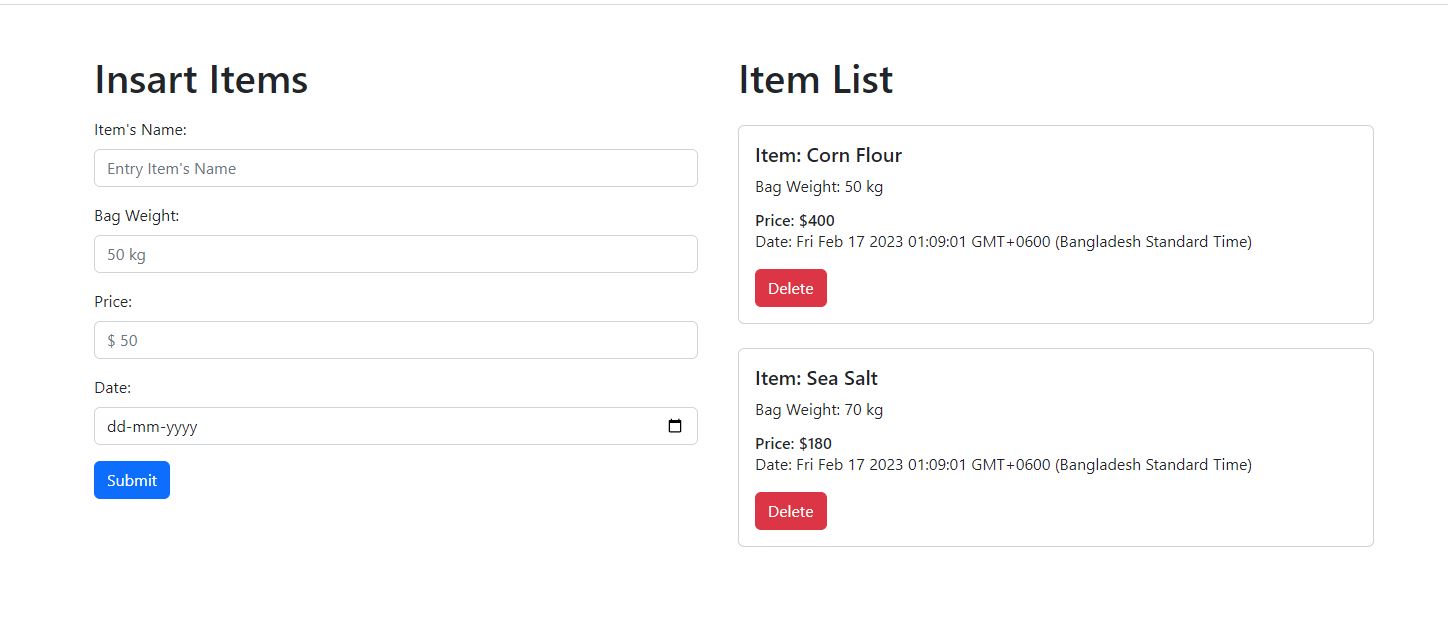 Insart Items
Item's Name:
Entry Item's Name
Bag Weight:
50 kg
Price:
$ 50
Date:
dd-mm-yyyy
Submit
Item List
Item: Corn Flour
Bag Weight: 50 kg
Price: $400
Date: Fri Feb 17 2023 01:09:01 GMT+0600 (Bangladesh Standard Time)
Delete
Item: Sea Salt
Bag Weight: 70 kg
Price: $180
Date: Fri Feb 17 2023 01:09:01 GMT+0600 (Bangladesh Standard Time)
Delete